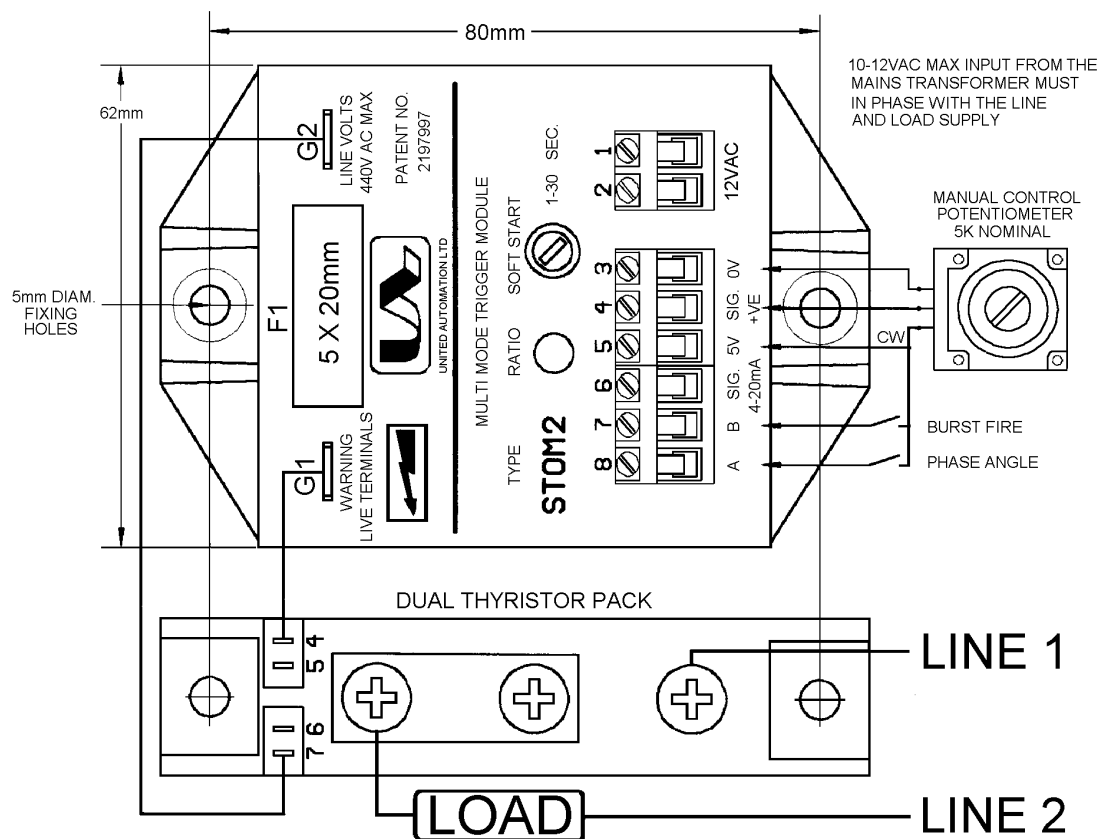 80mm
62mm
10-12VAC MAX INPUT FROM THE
MAINS TRANSFORMER MUST
IN PHASE WITH THE LINE
AND LOAD SUPPLY
G2
LINE VOLTS
440V AC MAX
PATENT NO.
2197997
F1
5 X 20mm
UNITED AUTOMATION LTD
G1
WARNING
LIVE TERMINALS
MULTI MODE TRIGGER MODULE
SOFT START
1-30 SEC.
RATIO
TYPE
STOM2
1
2
12VAC
3
4
5
6
7
8
0V
SIG.
+VE
5V
SIG.
4-20mA
B
A
MANUAL CONTROL
POTENTIOMETER
5K NOMINAL
CW
BURST FIRE
PHASE ANGLE
5mm DIAM.
FIXING
HOLES
DUAL THYRISTOR PACK
4
5
6
7
LINE 1
LOAD
LINE 2